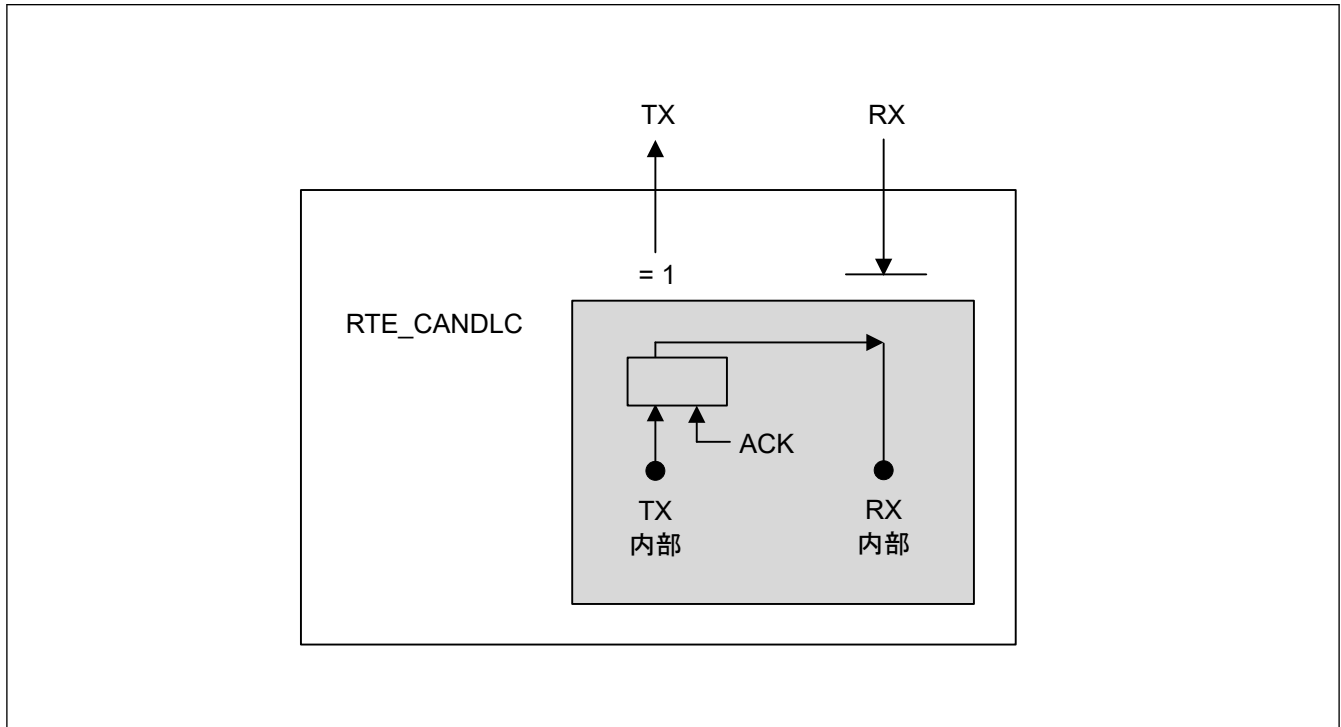 TX
RX
= 1
RTE_CANDLC
ACK
TX
内部
RX
内部